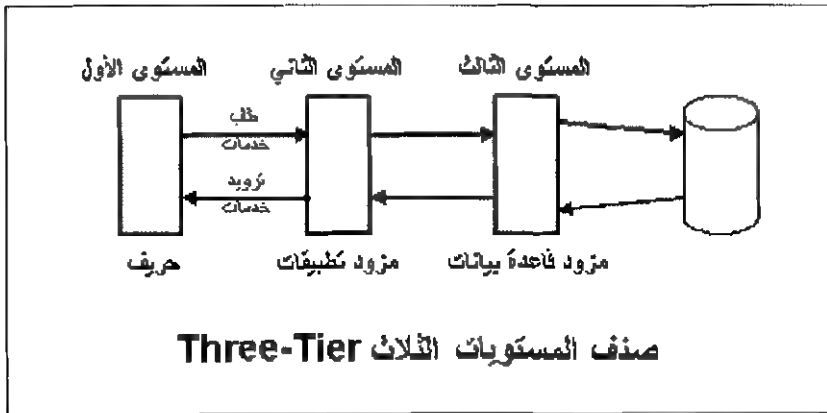 المستوى الأول
المستوى الثاني
المستوى الثالث
طلب
خدمات
تزويد
خدمات
حريف
مزود تطبيقات
مزود قاعدة بيانات
صنف المستويات الثلاث Three-Tier